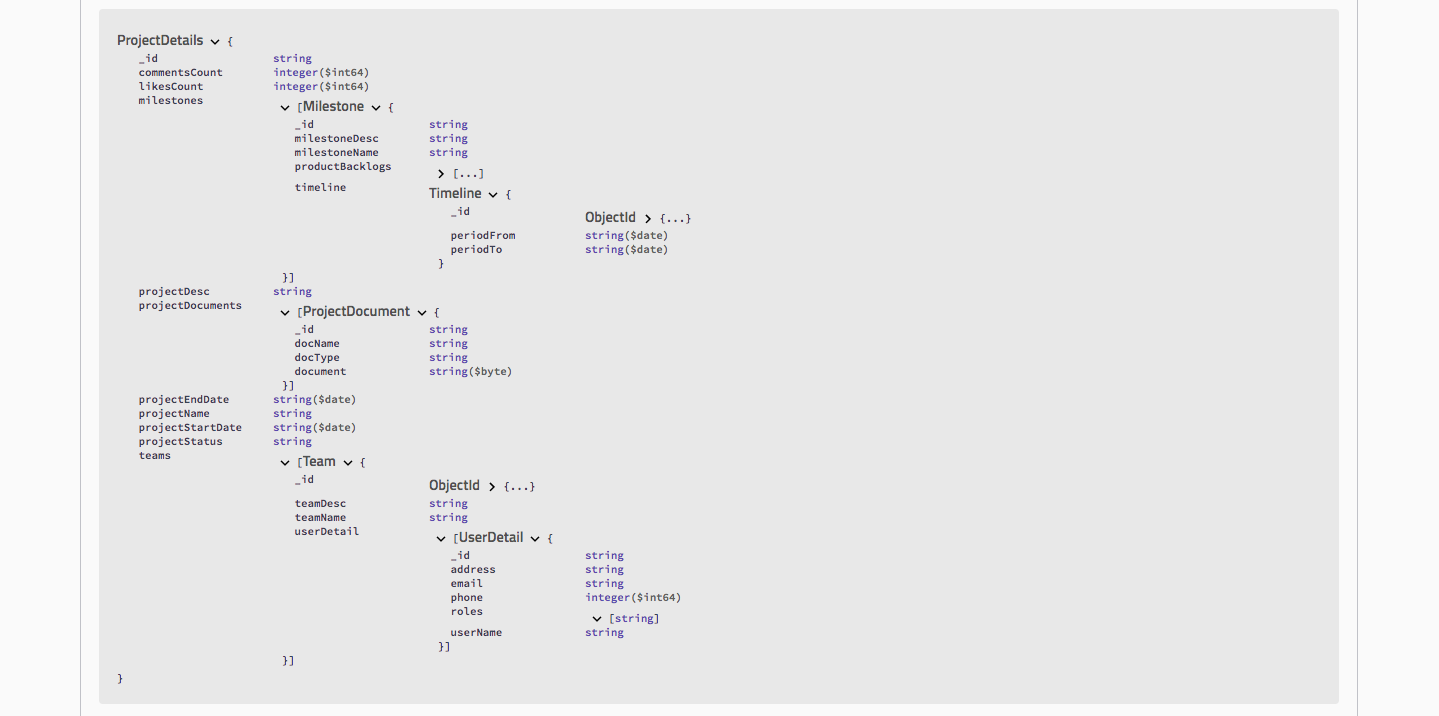 ProjectDetails {
_id string
commentsCount integer($int64)
likesCount integer($int64)
milestones
[Milestone {
_id string
milestoneDesc string
milestoneName string
productBacklogs
[...]
timeline
Timeline {
_id
ObjectId {...}
periodFrom string($date)
periodTo string($date)
}
}]
projectDesc string
projectDocuments
[ProjectDocument {
_id string
docName string
docType string
document string($byte)
}]
projectEndDate string($date)
projectName string
projectStartDate string($date)
projectStatus string
teams
[Team {
_id
ObjectId {...}
teamDesc string
teamName string
userDetail
[UserDetail {
_id string
address string
email string
phone integer($int64)
roles
[string]
userName string
}]
}]
}